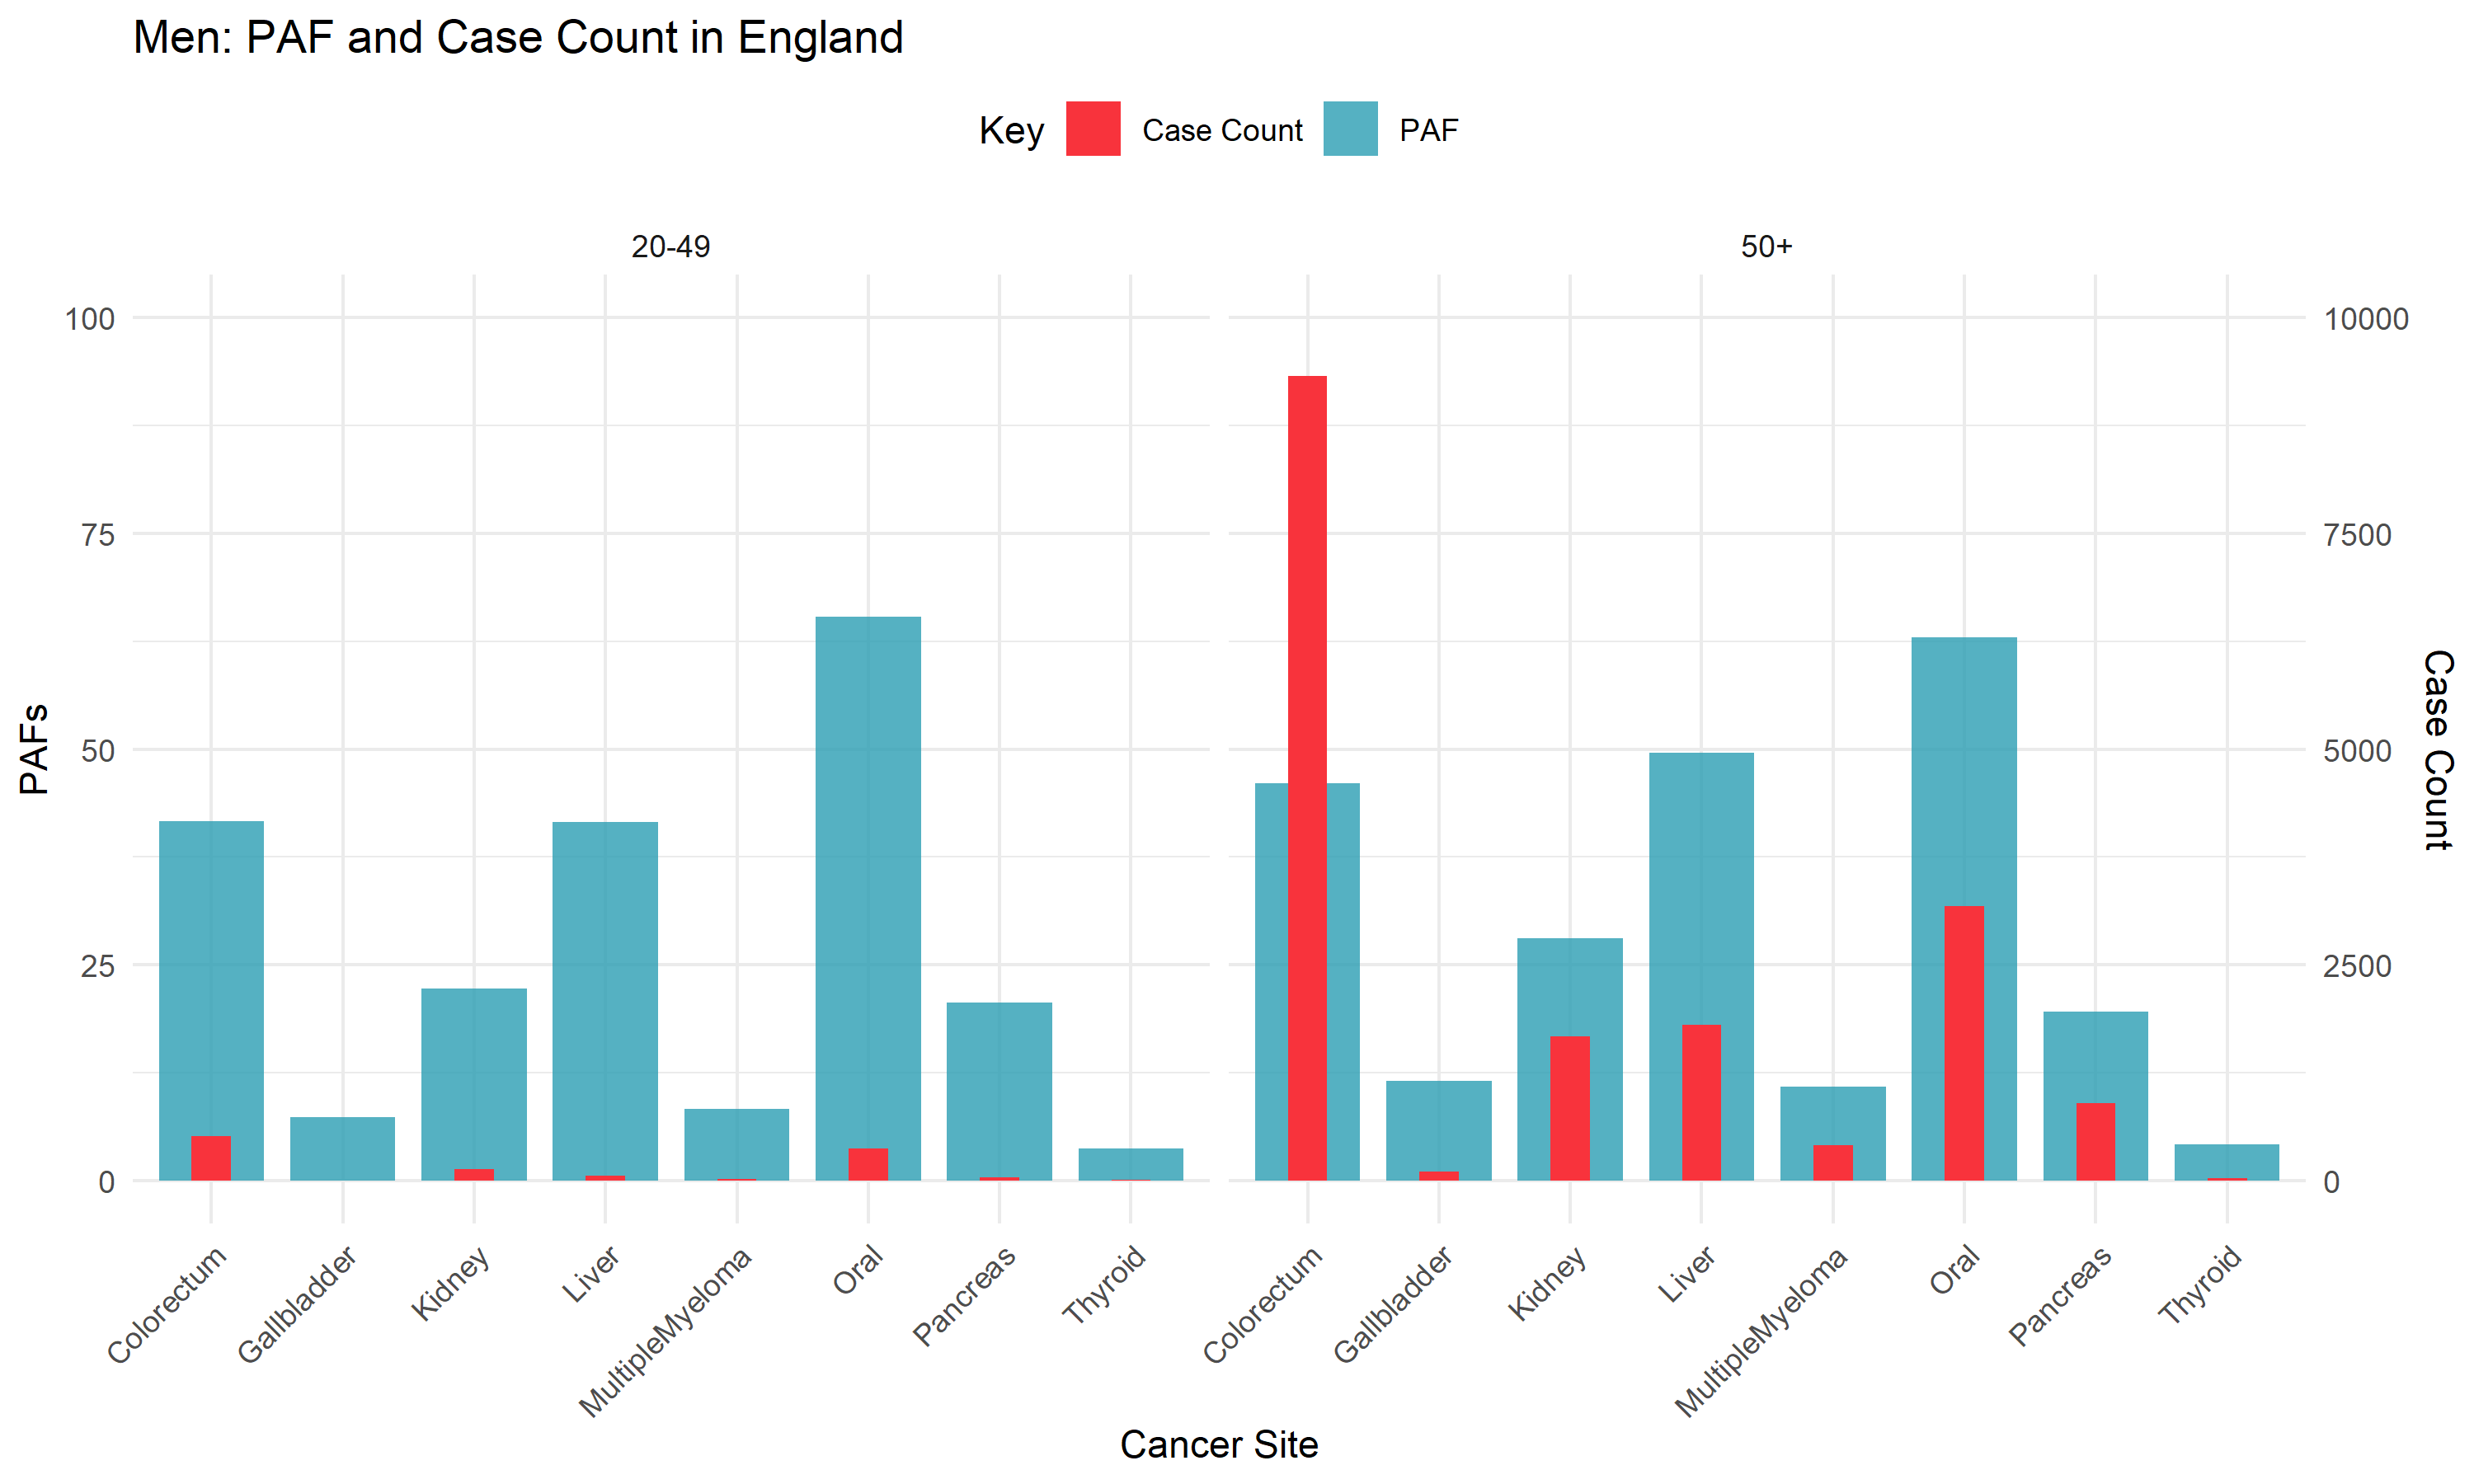 Men: PAF and Case Count in England
Key Case Count PAF
20-49 50+
100 10000
75 7500
50 5000
25 2500
0 0
PAFs
Case Count
Colorectum Gallbladder Kidney Liver MultipleMyeloma Oral Pancreas Thyroid Colorectum Gallbladder Kidney Liver MultipleMyeloma Oral Pancreas Thyroid
Cancer Site